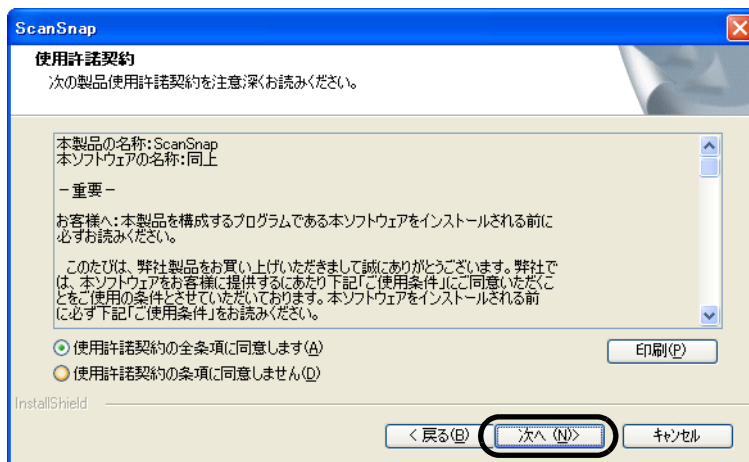 ScanSnap
使用許諾契約
次の製品使用許諾契約を注意深くお読みください。
本製品の名称:ScanSnap
本ソフトウェアの名称:同上
－重要－
お客様へ:本製品を構成するプログラムである本ソフトウェアをインストールされる前に
必ずお読みください。
このたびは、弊社製品をお買い上げいただきまして誠にありがとうございます。弊社で
は、本ソフトウェアをお客様に提供するにあたり下記「ご使用条件」にご同意いただくこ
とをご使用の条件とさせていただいております。本ソフトウェアをインストールされる前
に必ず下記「ご使用条件」をお読みください。
使用許諾契約の全条項に同意します(A)
印刷(P)
使用許諾契約の条項に同意しません(D)
InstallShield
< 戻る(B)
次へ (N)>
キャンセル